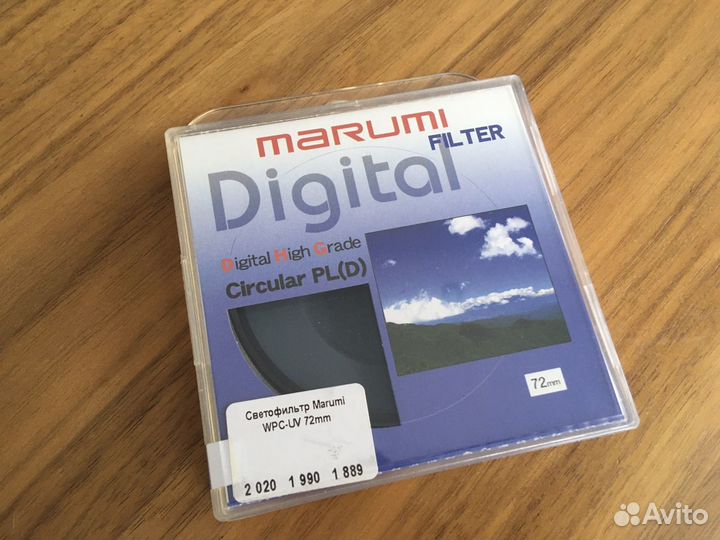 marumi
FILTER
Digital
Digital High Grade
Circular PL(D)
72mm
Светофильтр Marumi
WPC-UV 72mm
2 020 1 990 1 889
Avito